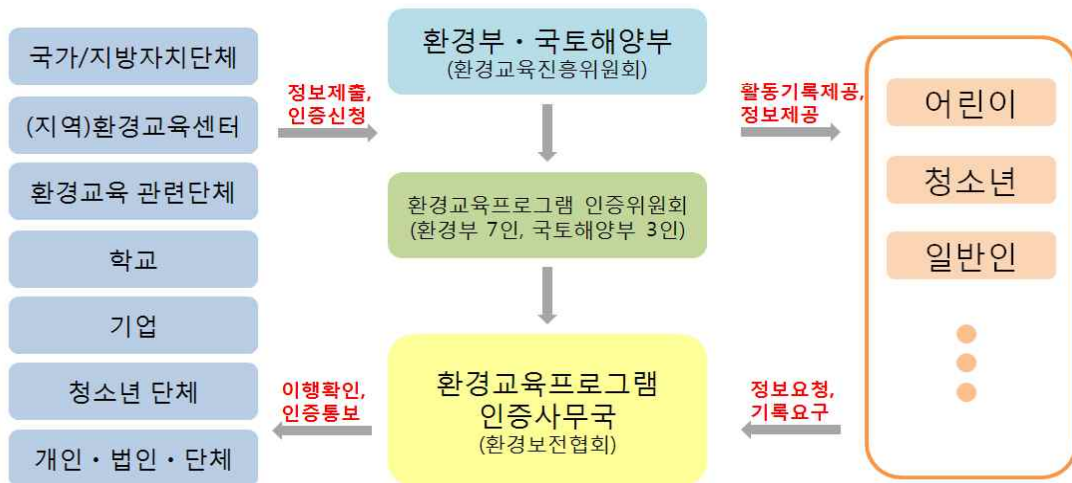 국가/지방자치단체
(지역)환경교육센터
환경교육 관련단체
학교
기업
청소년 단체
개인・법인・단체
정보제출,
인증신청
이행확인,
인증통보
환경부・국토해양부
(환경교육진흥위원회)
환경교육프로그램 인증위원회
(환경부 7인, 국토해양부 3인)
환경교육프로그램
인증사무국
(환경보전협회)
활동기록제공,
정보제공
정보요청,
기록요구
어린이
청소년
일반인